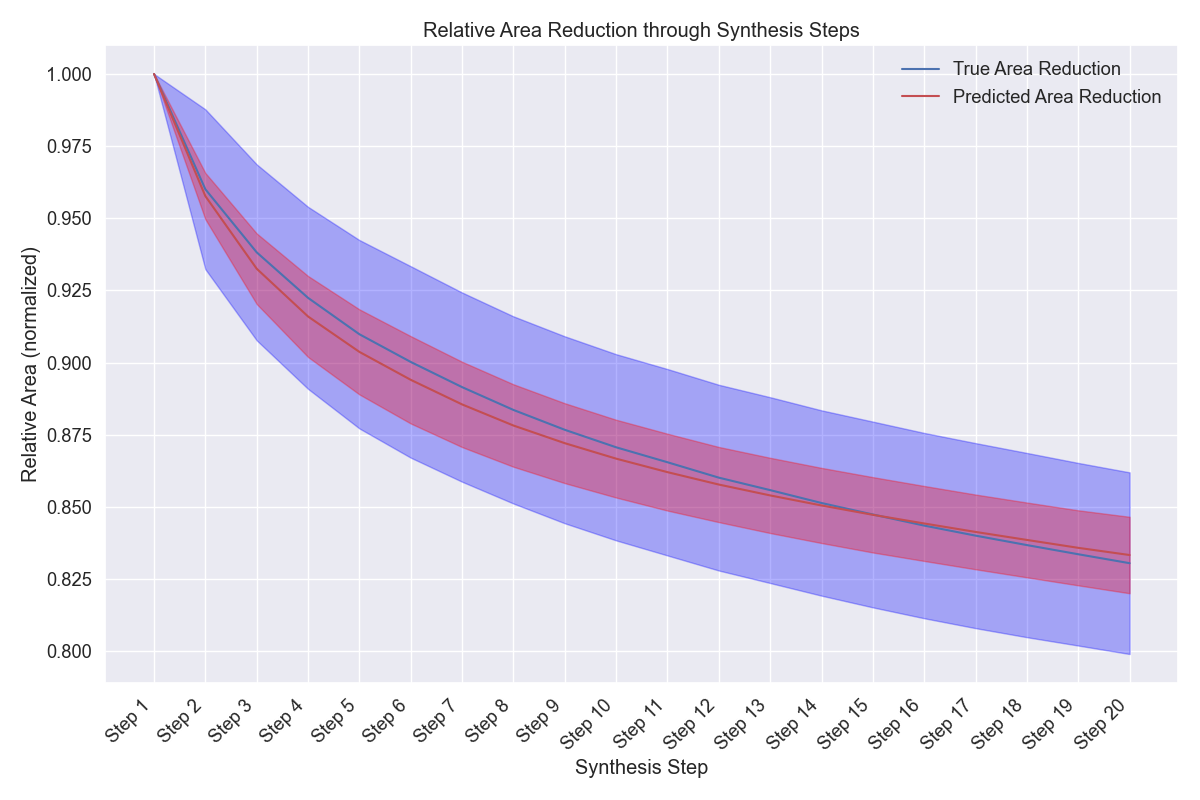 Relative Area Reduction through Synthesis Steps
True Area Reduction
Predicted Area Reduction
Relative Area (normalized)
1.000
0.975
0.950
0.925
0.900
0.875
0.850
0.825
0.800
Step 1
Step 2
Step 3
Step 4
Step 5
Step 6
Step 7
Step 8
Step 9
Step 10
Step 11
Step 12
Step 13
Step 14
Step 15
Step 16
Step 17
Step 18
Step 19
Step 20
Synthesis Step